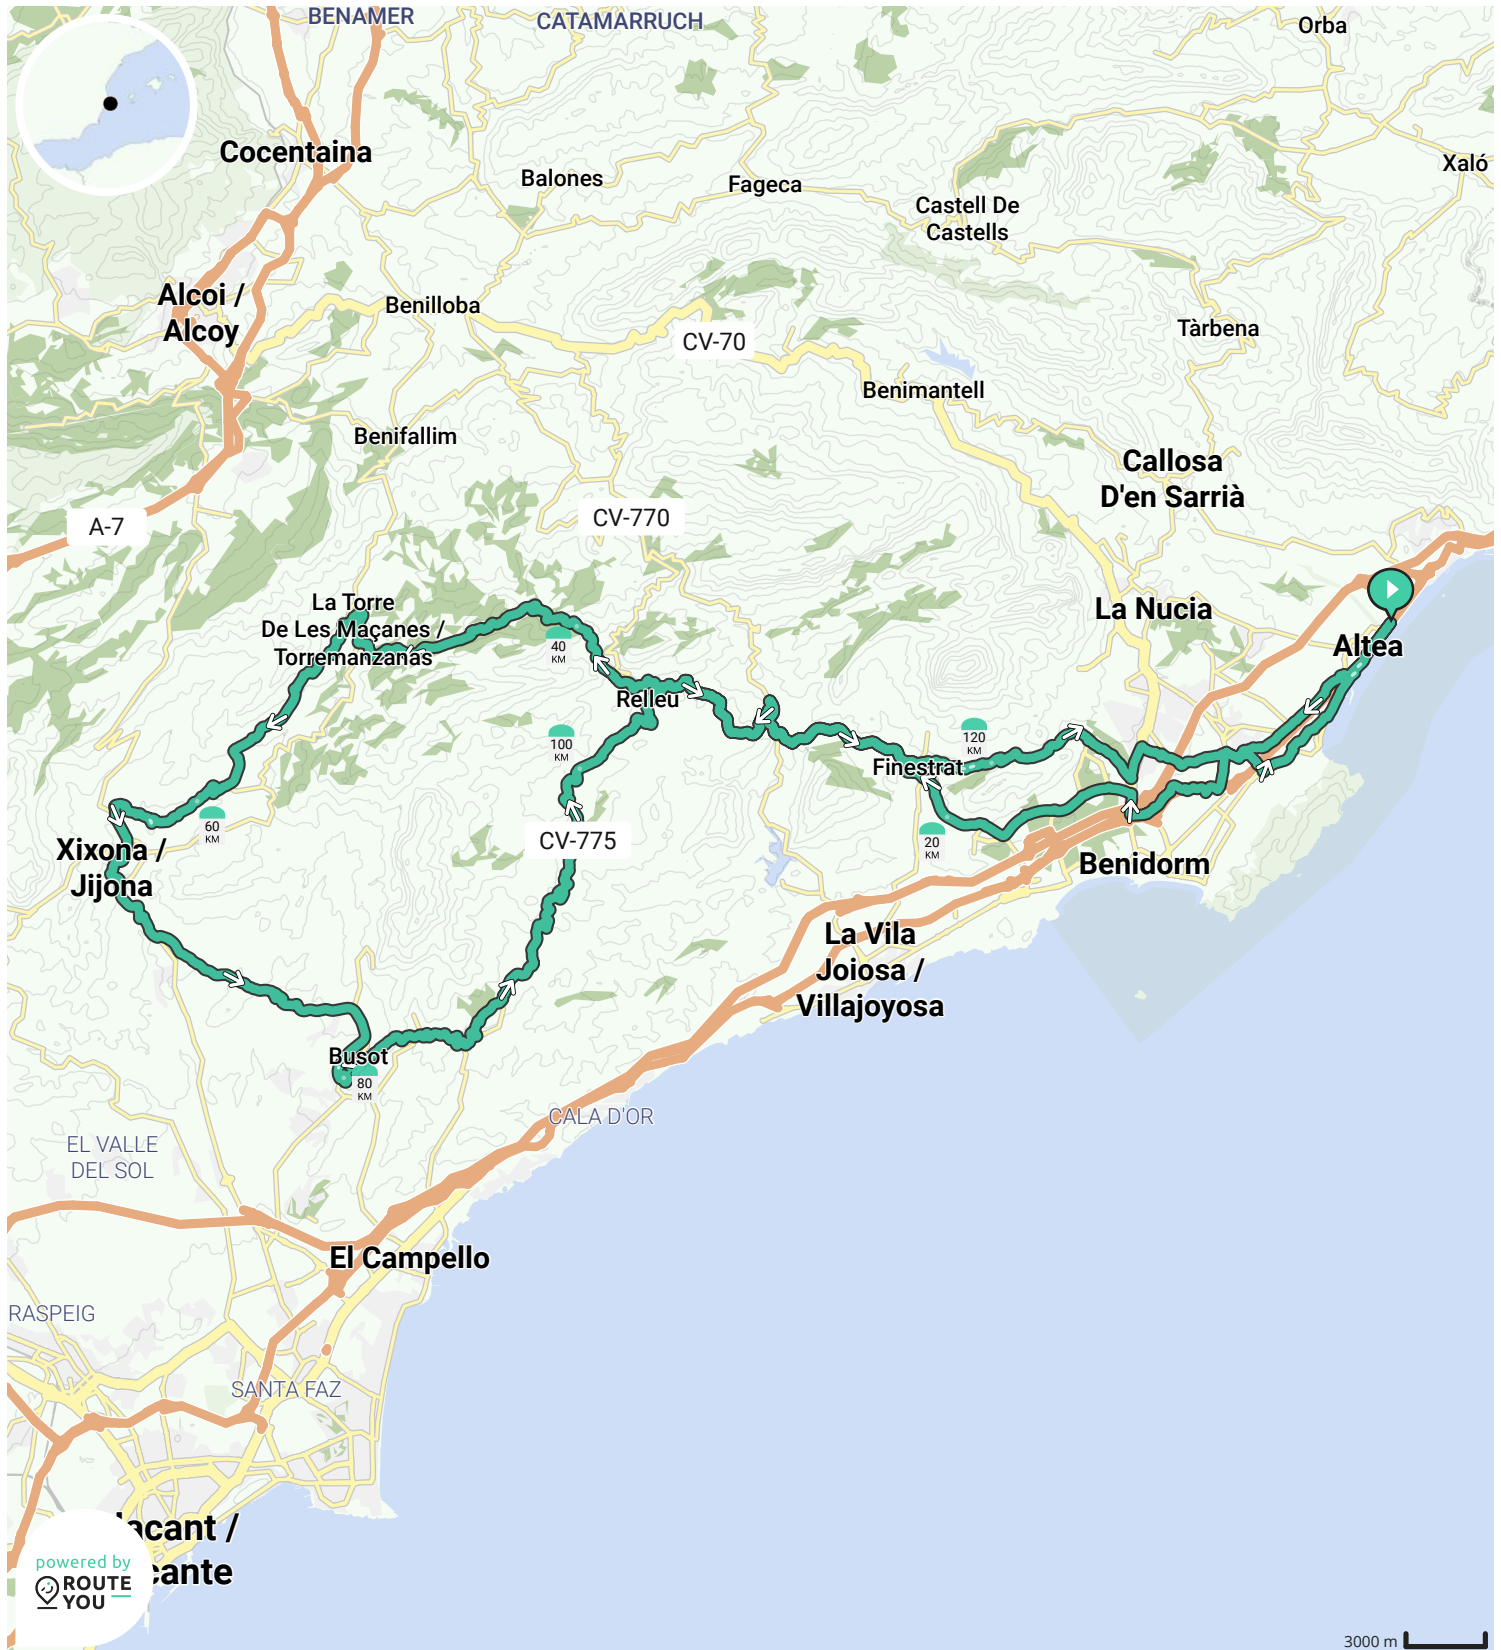 BENAMER
CATAMARRUCH
Orba
Cocentaina
Balones
Fageca
Xaló
Castell De
Castells
Alcoi /
Alcoy
Benilloba
CV-70
Tàrbena
Benimantell
Benifallim
Callosa
D'en Sarrià
A-7
CV-770
La Torre
De Les Maçanes /
Torremanzanas
La Nucia
Altea
40
KM
Relleu
100
KM
120
KM
Finestrat
60
KM
20
KM
CV-775
Xixona /
Jijona
Benidorm
La Vila
Joiosa /
Villajoyosa
Busot
80
KM
CALA D'OR
EL VALLE
DEL SOL
El Campello
RASPEIG
SANTA FAZ
lacant /
cante
powered by
ROUTE
YOU
3000 m